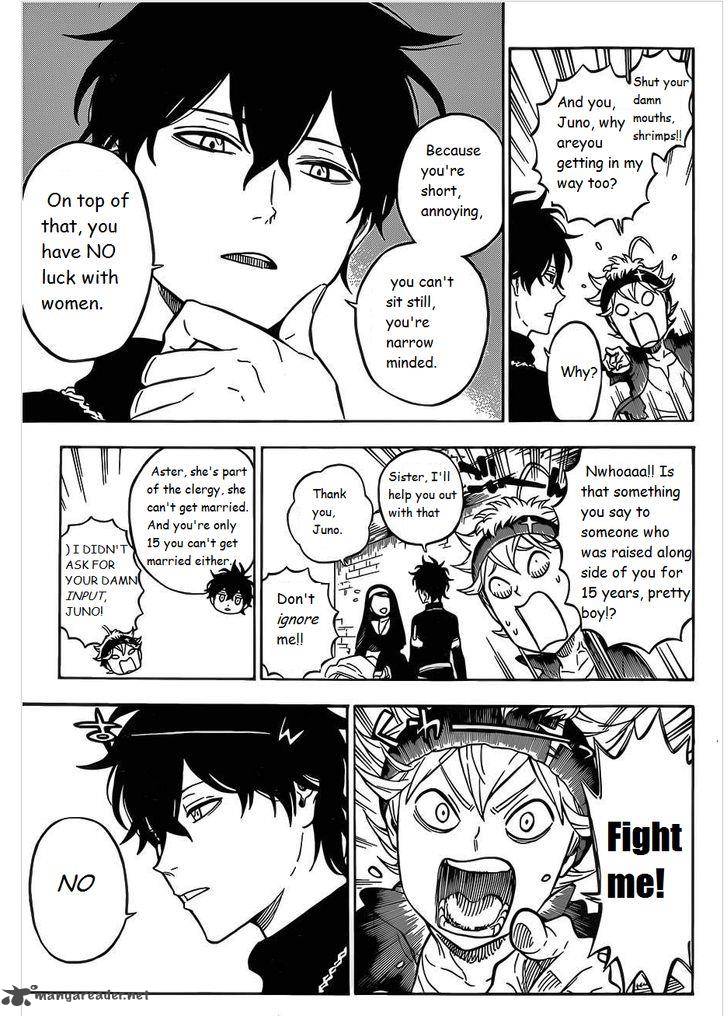 Shut your
damn
mouths,
shrimps!!
And you,
Juno, why
areyou
getting in my
way too?
Why?
Because
you're
short,
annoying,
you can't
sit still,
you're
narrow
minded.
On top of
that, you
have NO
luck with
women.
Nwhoaaa!! Is
that something
you say to
someone who
was raised along
side of you for
15 years, pretty
boy!?
Sister, I'll
help you out
with that
Thank
you,
Juno.
Don't
ignore
me!!
Aster, she's part
of the clergy, she
can't get married.
And you're only
15 you can't get
married either.
) I DIDN'T
ASK FOR
YOUR DAMN
INPUT,
JUNO!
Fight
me!
NO
mangareader.net